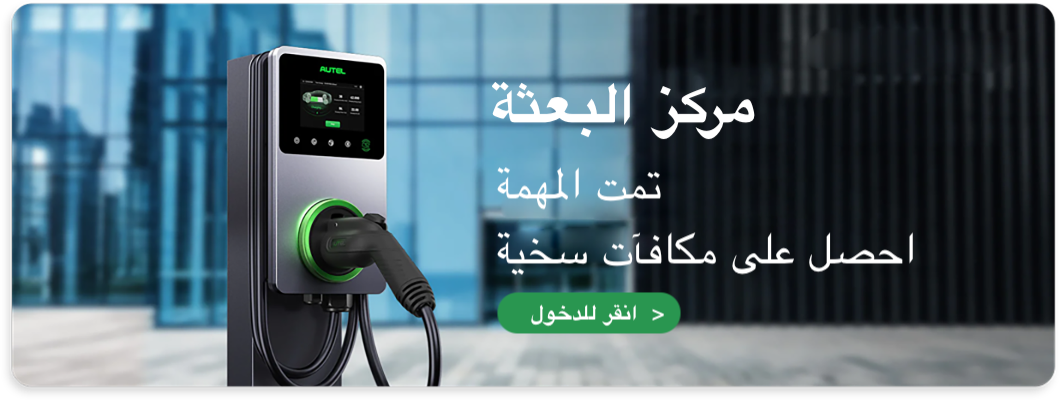 AUTEL
مركز البعثة
تمت المهمة
احصل على مكافآت سخية
انقر للدخول >